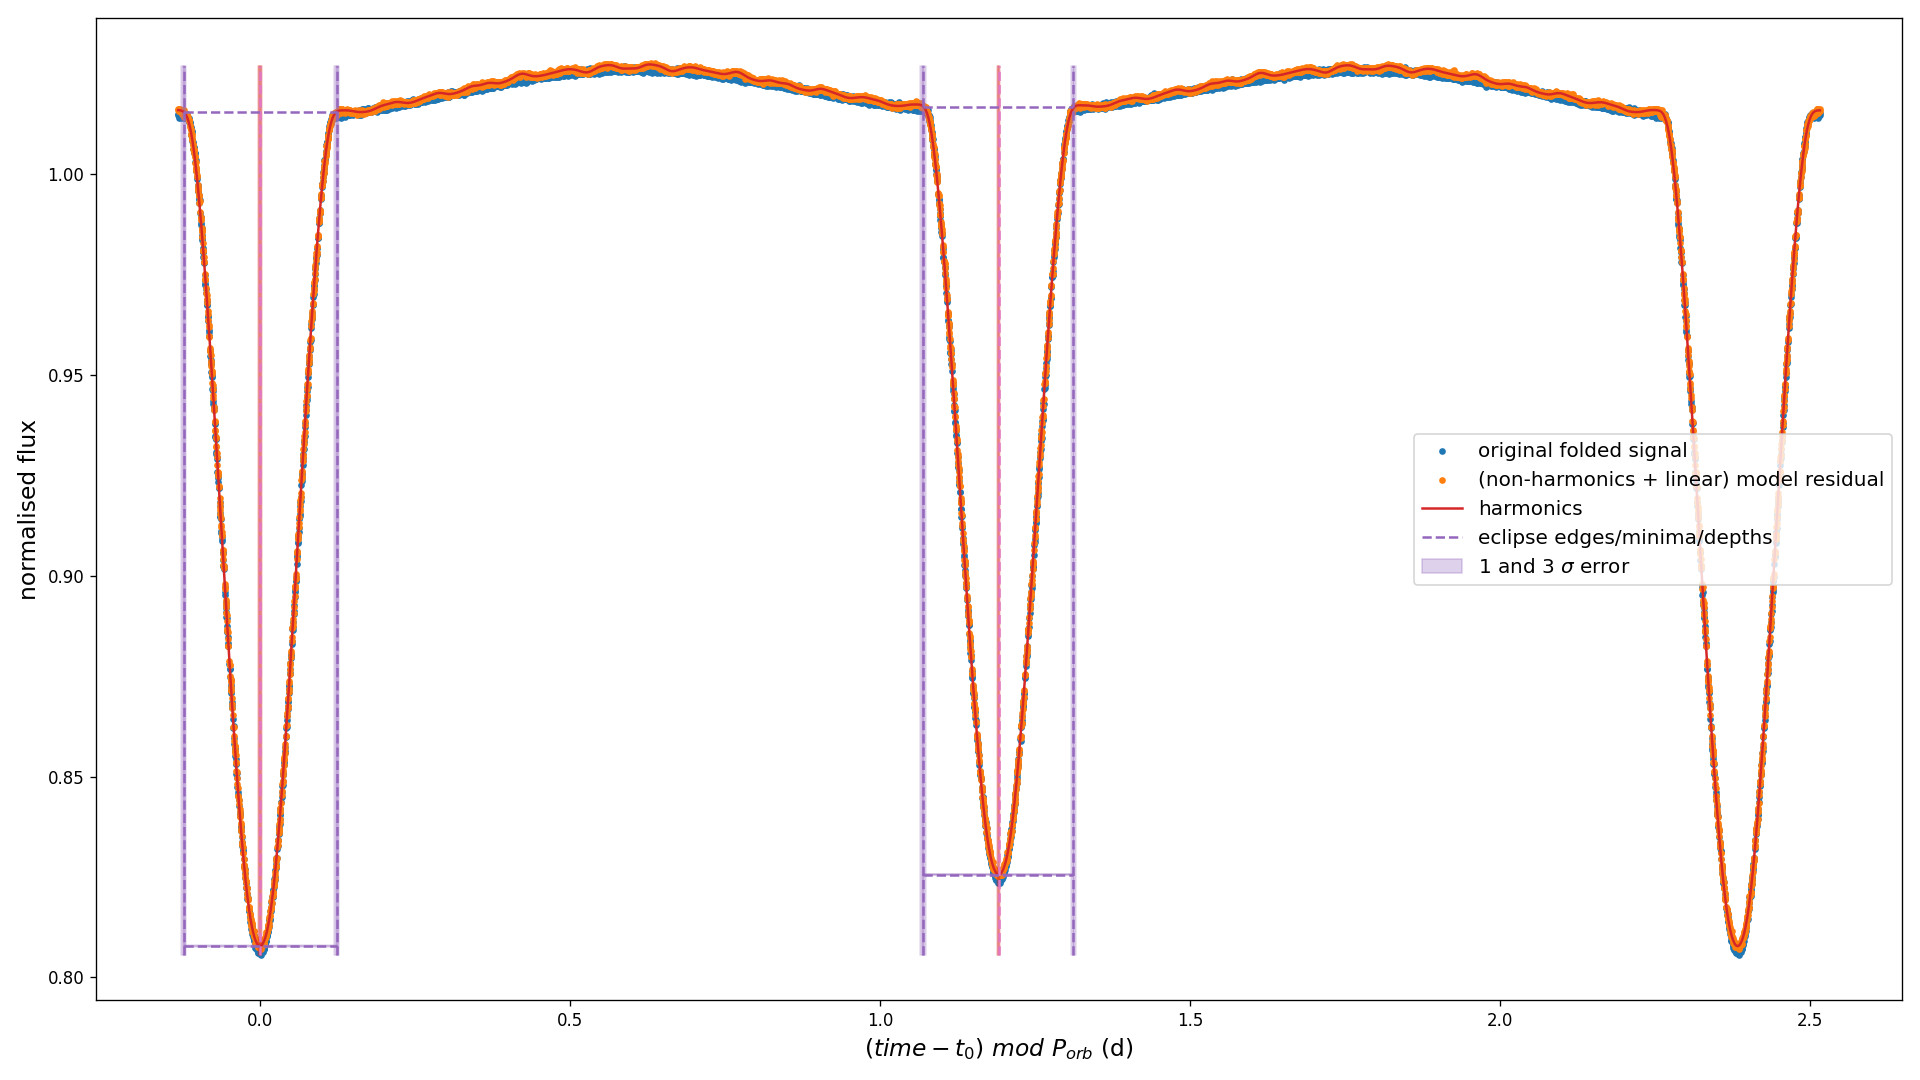 1.00
0.95
0.90
0.85
0.80
normalised flux
original folded signal
(non-harmonics + linear) model residual
harmonics
eclipse edges/minima/depths
1 and 3 σ error
0.0 0.5 1.0 1.5 2.0 2.5
(time − t₀) mod Pₒᵣb (d)